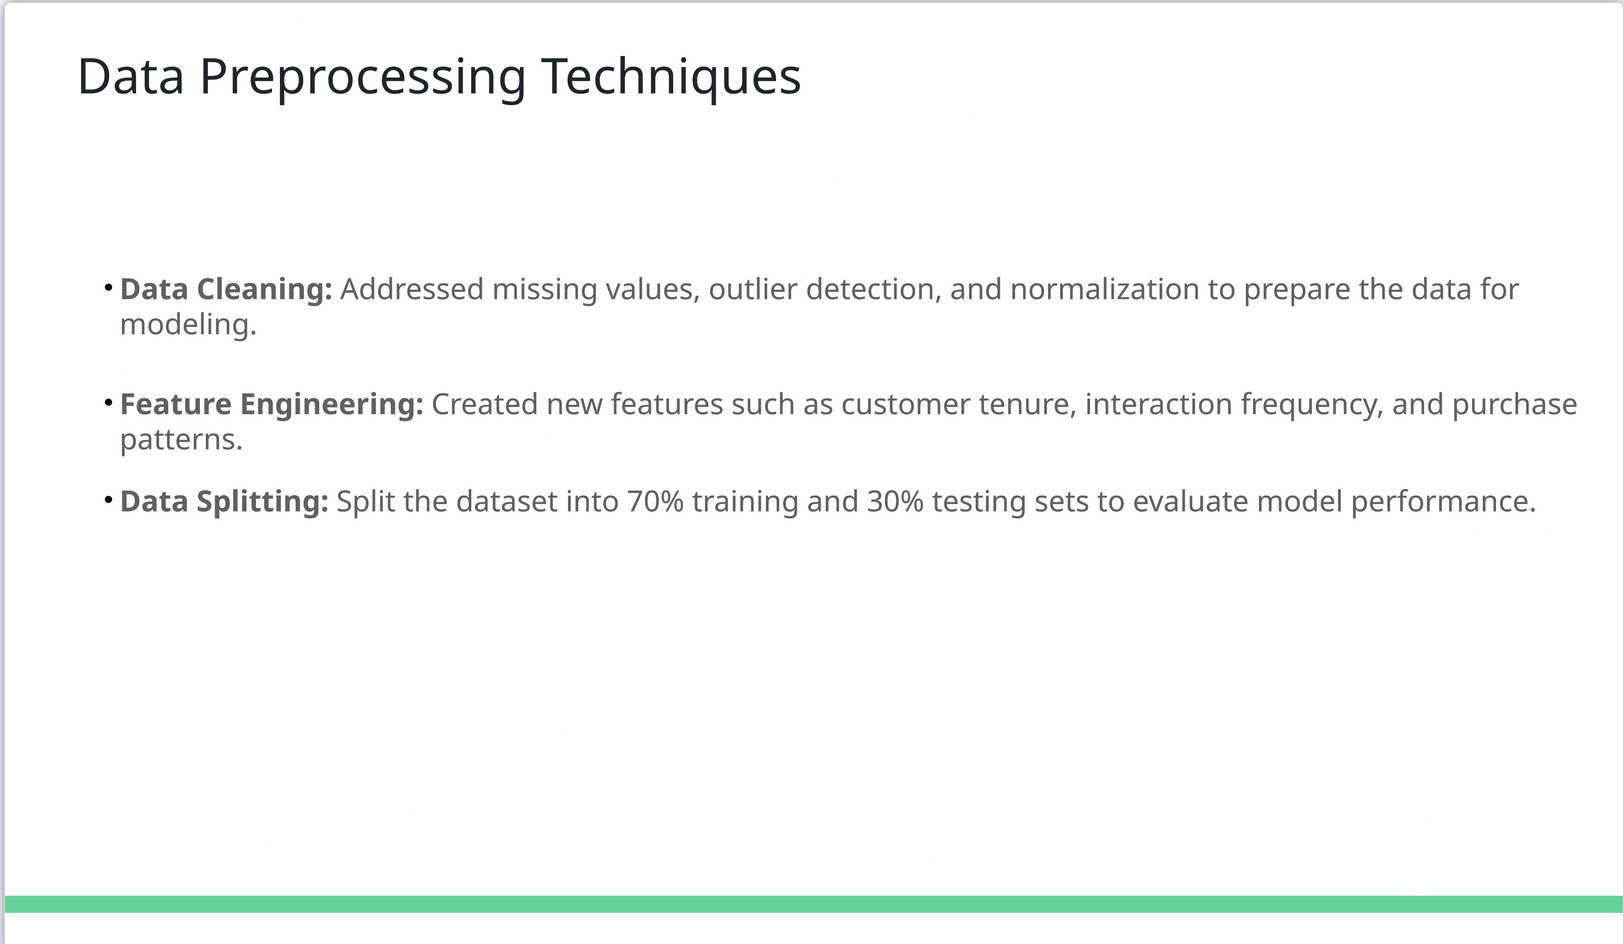 Data Preprocessing Techniques
• Data Cleaning: Addressed missing values, outlier detection, and normalization to prepare the data for
modeling.
• Feature Engineering: Created new features such as customer tenure, interaction frequency, and purchase
patterns.
• Data Splitting: Split the dataset into 70% training and 30% testing sets to evaluate model performance.